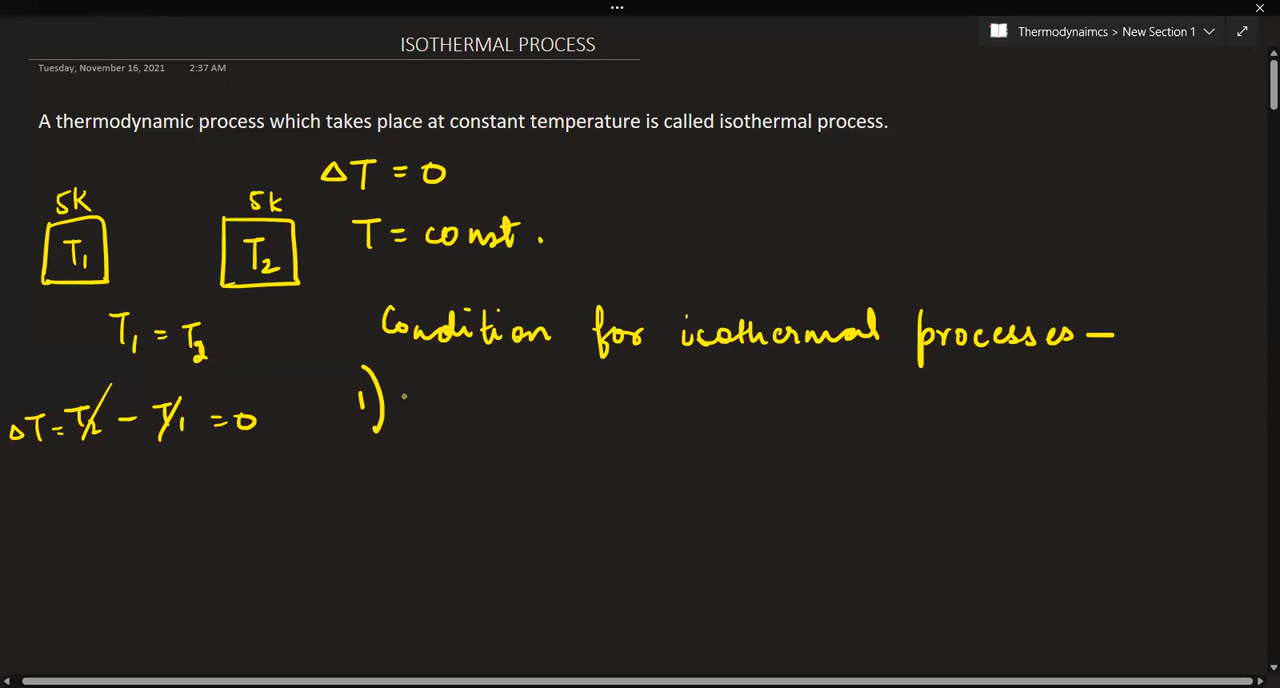 ...
ISOTHERMAL PROCESS
Thermodynaimcs > New Section 1
Tuesday, November 16, 2021 2:37 AM
A thermodynamic process which takes place at constant temperature is called isothermal process.
ΔT = 0
5K 5K
T1 T2
T = const.
T1 = T2
Condition for isothermal processes –
ΔT = T2 - T1 = 0
1)